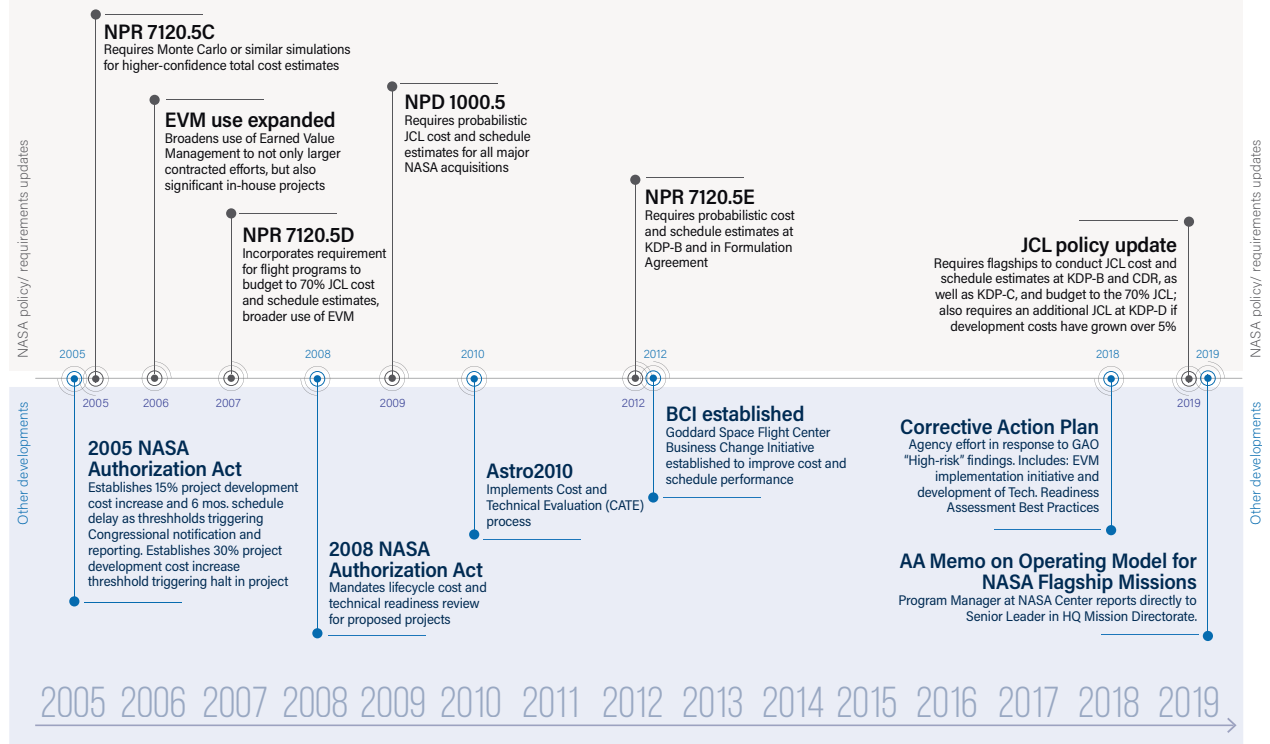 NPR 7120.5C
Requires Monte Carlo or similar simulations
for higher-confidence total cost estimates
EVM use expanded
Broadens use of Earned Value
Management to not only larger
contracted efforts, but also
significant in-house projects
NPR 7120.5D
Incorporates requirement
for flight programs to
budget to 70% JCL cost
and schedule estimates,
broader use of EVM
NPD 1000.5
Requires probabilistic
JCL cost and schedule
estimates for all major
NASA acquisitions
NPR 7120.5E
Requires probabilistic cost
and schedule estimates at
KDP-B and in Formulation
Agreement
JCL policy update
Requires flagships to conduct JCL cost and
schedule estimates at KDP-B and CDR, as
well as KDP-C, and budget to the 70% JCL;
also requires an additional JCL at KDP-D if
development costs have grown over 5%
NASA policy/ requirements updates
NASA policy/ requirements updates
2005
2008
2010
2012
2018
2019
2005
2006
2007
2009
2012
2019
Other developments
Other developments
2005 NASA
Authorization Act
Establishes 15% project development
cost increase and 6 mos. schedule
delay as threshholds triggering
Congressional notification and
reporting. Establishes 30% project
development cost increase
threshhold triggering halt in project
2008 NASA
Authorization Act
Mandates lifecycle cost and
technical readiness review
for proposed projects
Astro2010
Implements Cost and
Technical Evaluation (CATE)
process
BCI established
Goddard Space Flight Center
Business Change Initiative
established to improve cost and
schedule performance
Corrective Action Plan
Agency effort in response to GAO
“High-risk” findings. Includes: EVM
implementation initiative and
development of Tech. Readiness
Assessment Best Practices
AA Memo on Operating Model for
NASA Flagship Missions
Program Manager at NASA Center reports directly to
Senior Leader in HQ Mission Directorate.
2005 2006 2007 2008 2009 2010 2011 2012 2013 2014 2015 2016 2017 2018 2019